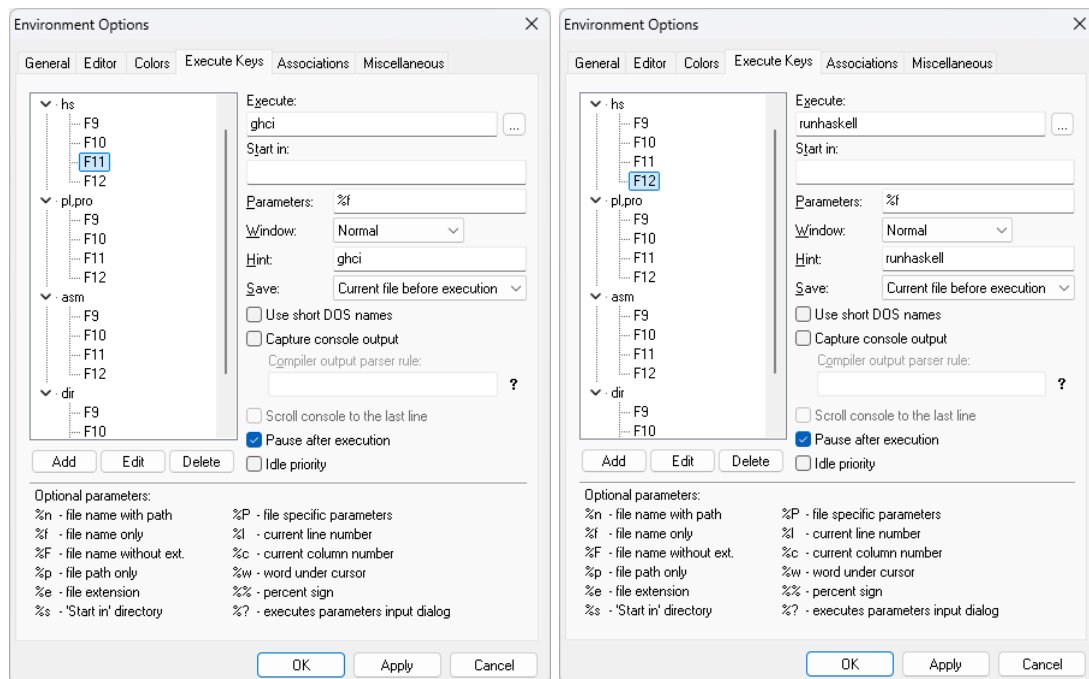 Environment Options
General Editor Colors Execute Keys Associations Miscellaneous
hs
F9
F10
F11
F12
pl,pro
F9
F10
F11
F12
asm
F9
F10
F11
F12
dir
F9
F10
Add Edit Delete
Execute:
ghci
...
Start in:
Parameters: %f
Window: Normal
Hint: ghci
Save: Current file before execution
Use short DOS names
Capture console output
Compiler output parser rule:
?
Scroll console to the last line
Pause after execution
Idle priority
Optional parameters:
%n - file name with path %P - file specific parameters
%f - file name only %l - current line number
%F - file name without ext. %c - current column number
%p - file path only %w - word under cursor
%e - file extension %% - percent sign
%s - 'Start in' directory %? - executes parameters input dialog
OK Apply Cancel
Environment Options
General Editor Colors Execute Keys Associations Miscellaneous
hs
F9
F10
F11
F12
pl,pro
F9
F10
F11
F12
asm
F9
F10
F11
F12
dir
F9
F10
Add Edit Delete
Execute:
runhaskell
...
Start in:
Parameters: %f
Window: Normal
Hint: runhaskell
Save: Current file before execution
Use short DOS names
Capture console output
Compiler output parser rule:
?
Scroll console to the last line
Pause after execution
Idle priority
Optional parameters:
%n - file name with path %P - file specific parameters
%f - file name only %l - current line number
%F - file name without ext. %c - current column number
%p - file path only %w - word under cursor
%e - file extension %% - percent sign
%s - 'Start in' directory %? - executes parameters input dialog
OK Apply Cancel